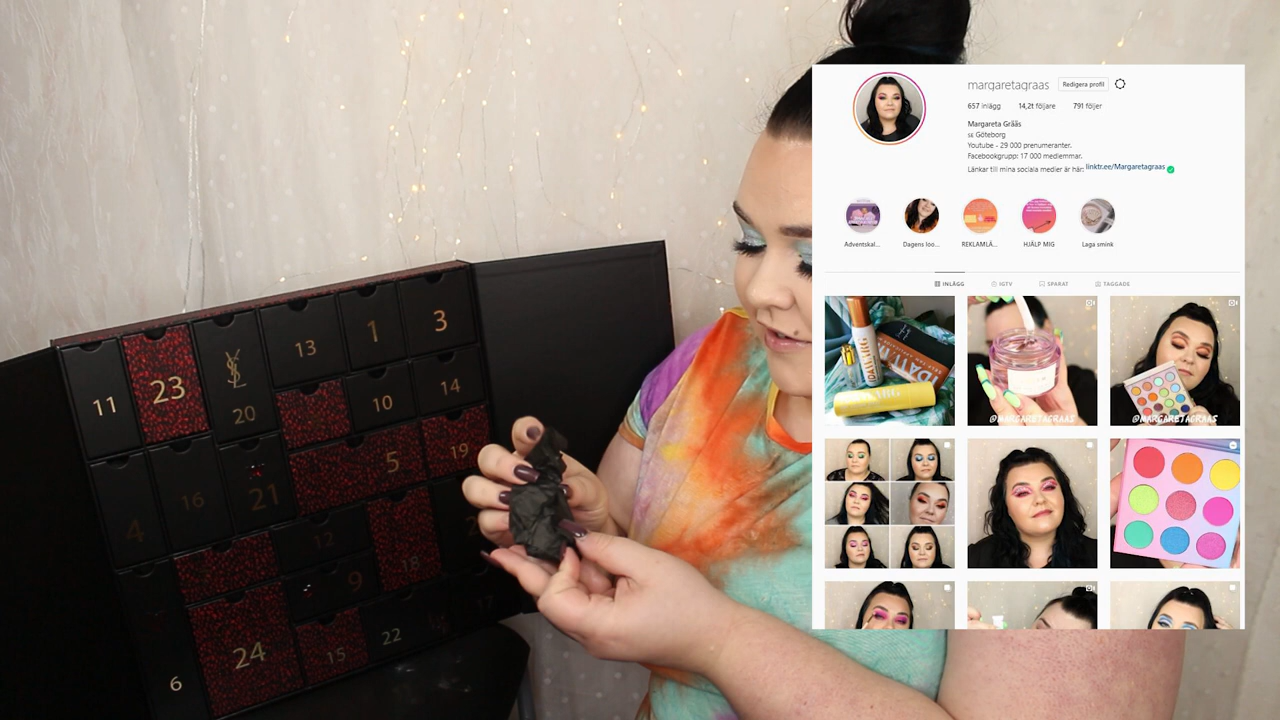 11
23
YSL
20
13
1
3
10
14
5
19
4
16
21
12
18
9
24
15
22
17
6
margaretagraas Redigera profil
657 inlägg 14,2t följare 791 följer
Margareta Grääs
SE Göteborg
Youtube - 29 000 prenumeranter.
Facebookgrupp: 17 000 medlemmar.
Länkar till mina sociala medier är här: linktr.ee/Margaretagraas
Adventskal... Dagens loo... REKLAMLÄ... HJÄLP MIG Laga smink
INLÄGG IGTV SPARAT TAGGADE
@MARGARETAGRAAS @MARGARETAGRAAS